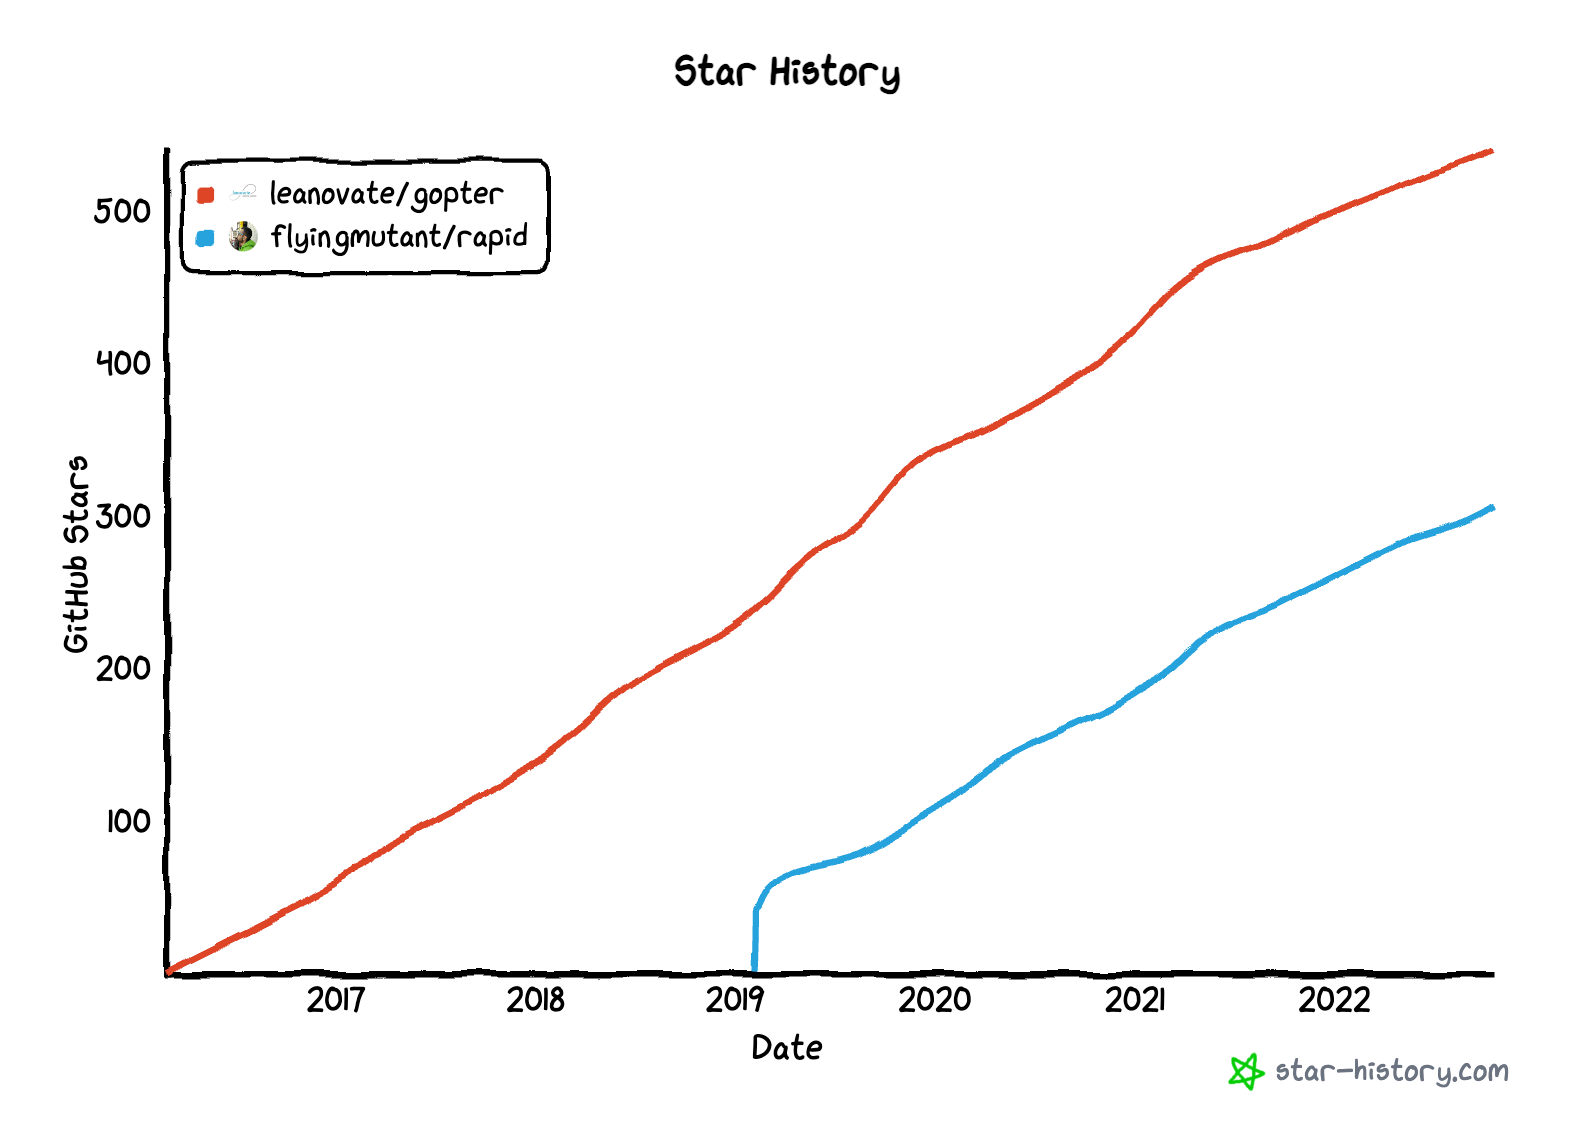 Star History
leanovate/gopter
flyingmutant/rapid
500
400
300
200
100
GitHub Stars
2017 2018 2019 2020 2021 2022
Date
star-history.com